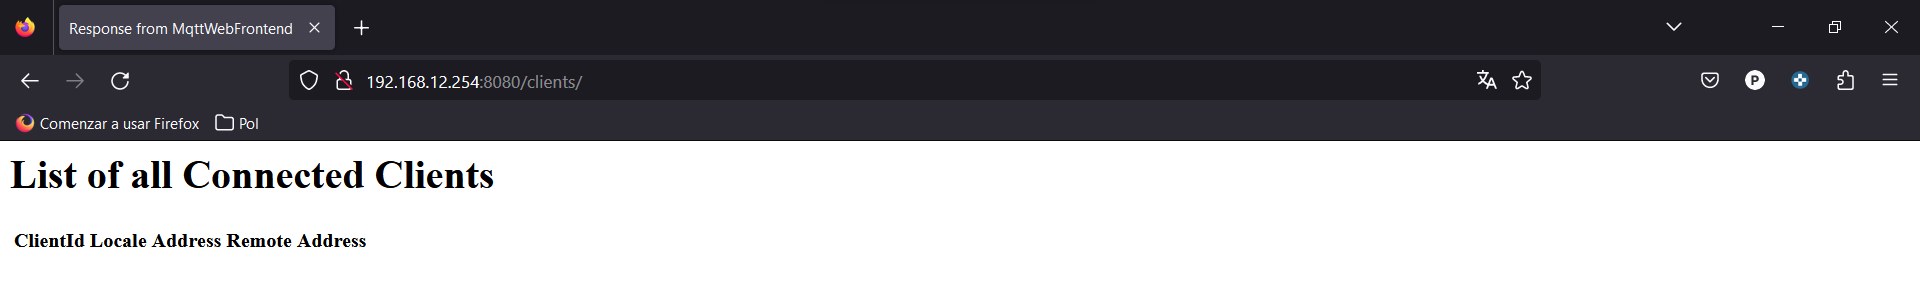 Response from MqttWebFrontend
192.168.12.254:8080/clients/
P
Comenzar a usar Firefox Pol
List of all Connected Clients
ClientId Locale Address Remote Address